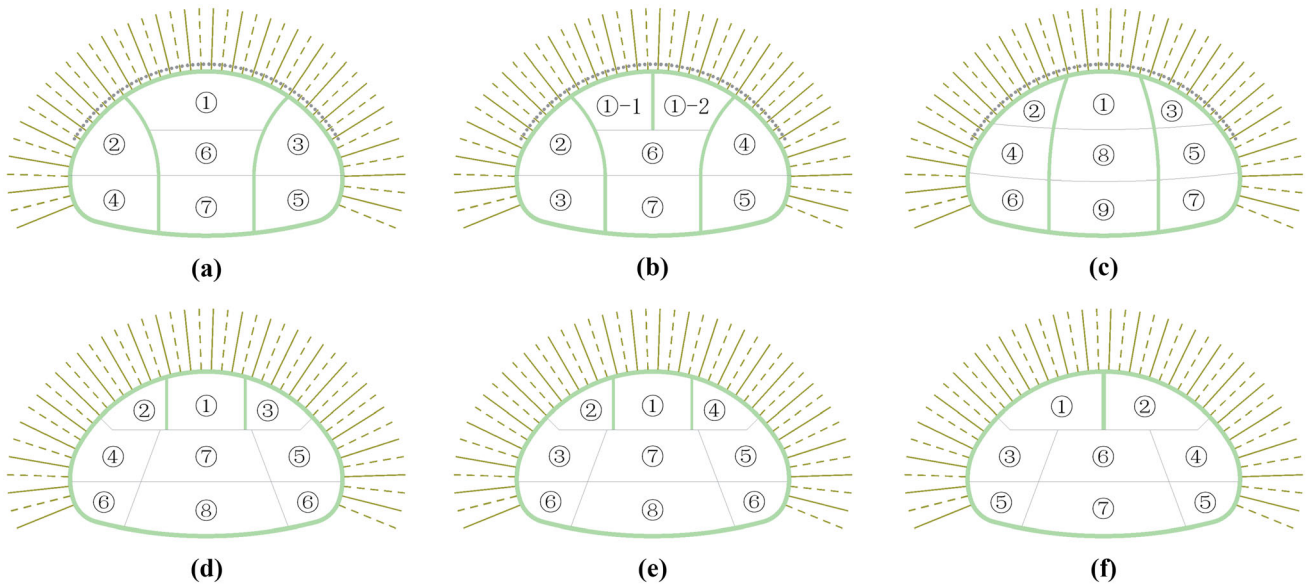 ①
②
③
⑥
④
⑦
⑤
(a)
①-1 ①-2
②
④
⑥
③
⑦
⑤
(b)
②
①
③
④
⑧
⑤
⑥
⑨
⑦
(c)
② ① ③
④ ⑦ ⑤
⑥ ⑧ ⑥
(d)
② ① ④
③ ⑦ ⑤
⑥ ⑧ ⑥
(e)
① ②
③ ⑥ ④
⑤ ⑦ ⑤
(f)